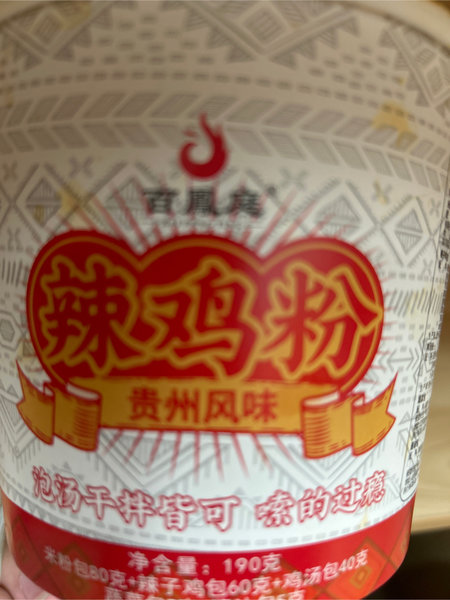 百鳳禽
辣鸡粉
贵州风味
泡汤干拌皆可 嗦的过瘾
净含量：190克
米粉包80克+辣子鸡包60克+鸡汤包40克